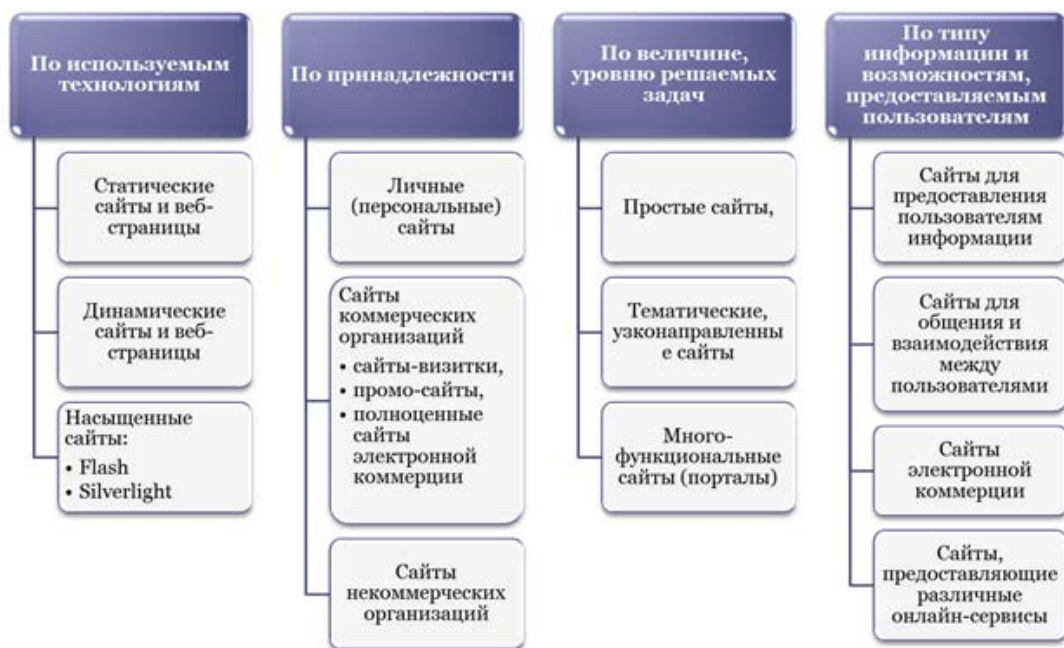 По используемым
технологиям
Статические
сайты и веб-
страницы
Динамические
сайты и веб-
страницы
Насыщенные
сайты:
• Flash
• Silverlight
По принадлежности
Личные
(персональные)
сайты
Сайты
коммерческих
организаций
• сайты-визитки,
• промо-сайты,
• полноценные
сайты
электронной
коммерции
Сайты
некоммерческих
организаций
По величине,
уровню решаемых
задач
Простые сайты,
Тематические,
узконаправленны
е сайты
Много-
функциональные
сайты (порталы)
По типу
информации и
возможностям,
предоставляемым
пользователям
Сайты для
предоставления
пользователям
информации
Сайты для
общения и
взаимодействия
между
пользователями
Сайты
электронной
коммерции
Сайты,
предоставляющие
различные
онлайн-сервисы